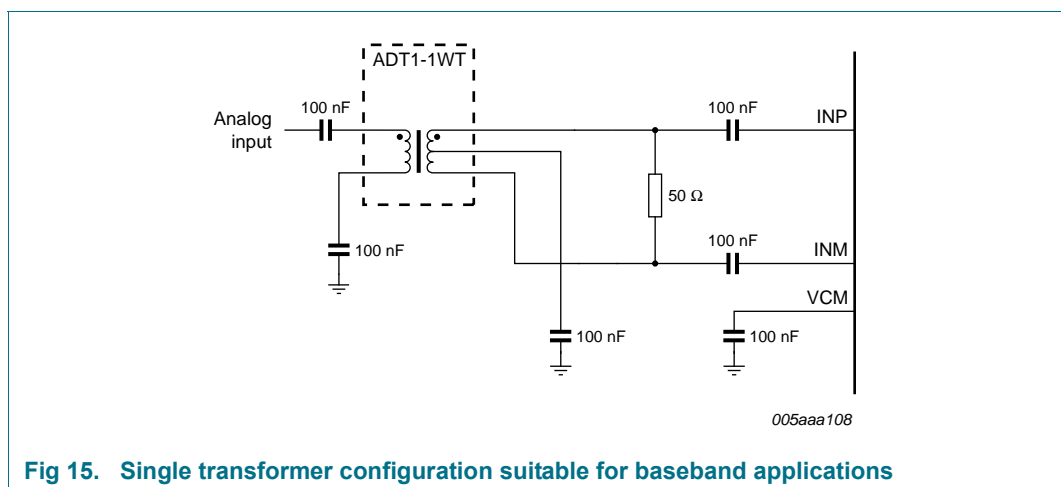 ADT1-1WT
100 nF
100 nF
INP
Analog
input
50 Ω
100 nF
INM
100 nF
VCM
100 nF
100 nF
005aaa108
Fig 15. Single transformer configuration suitable for baseband applications